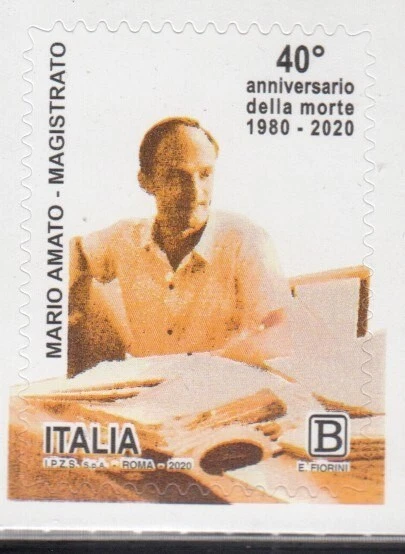 40°
anniversario
della morte
1980 - 2020
MARIO AMATO - MAGISTRATO
ITALIA
I.P.Z.S. S.p.A. - ROMA - 2020
B
E. FIORINI